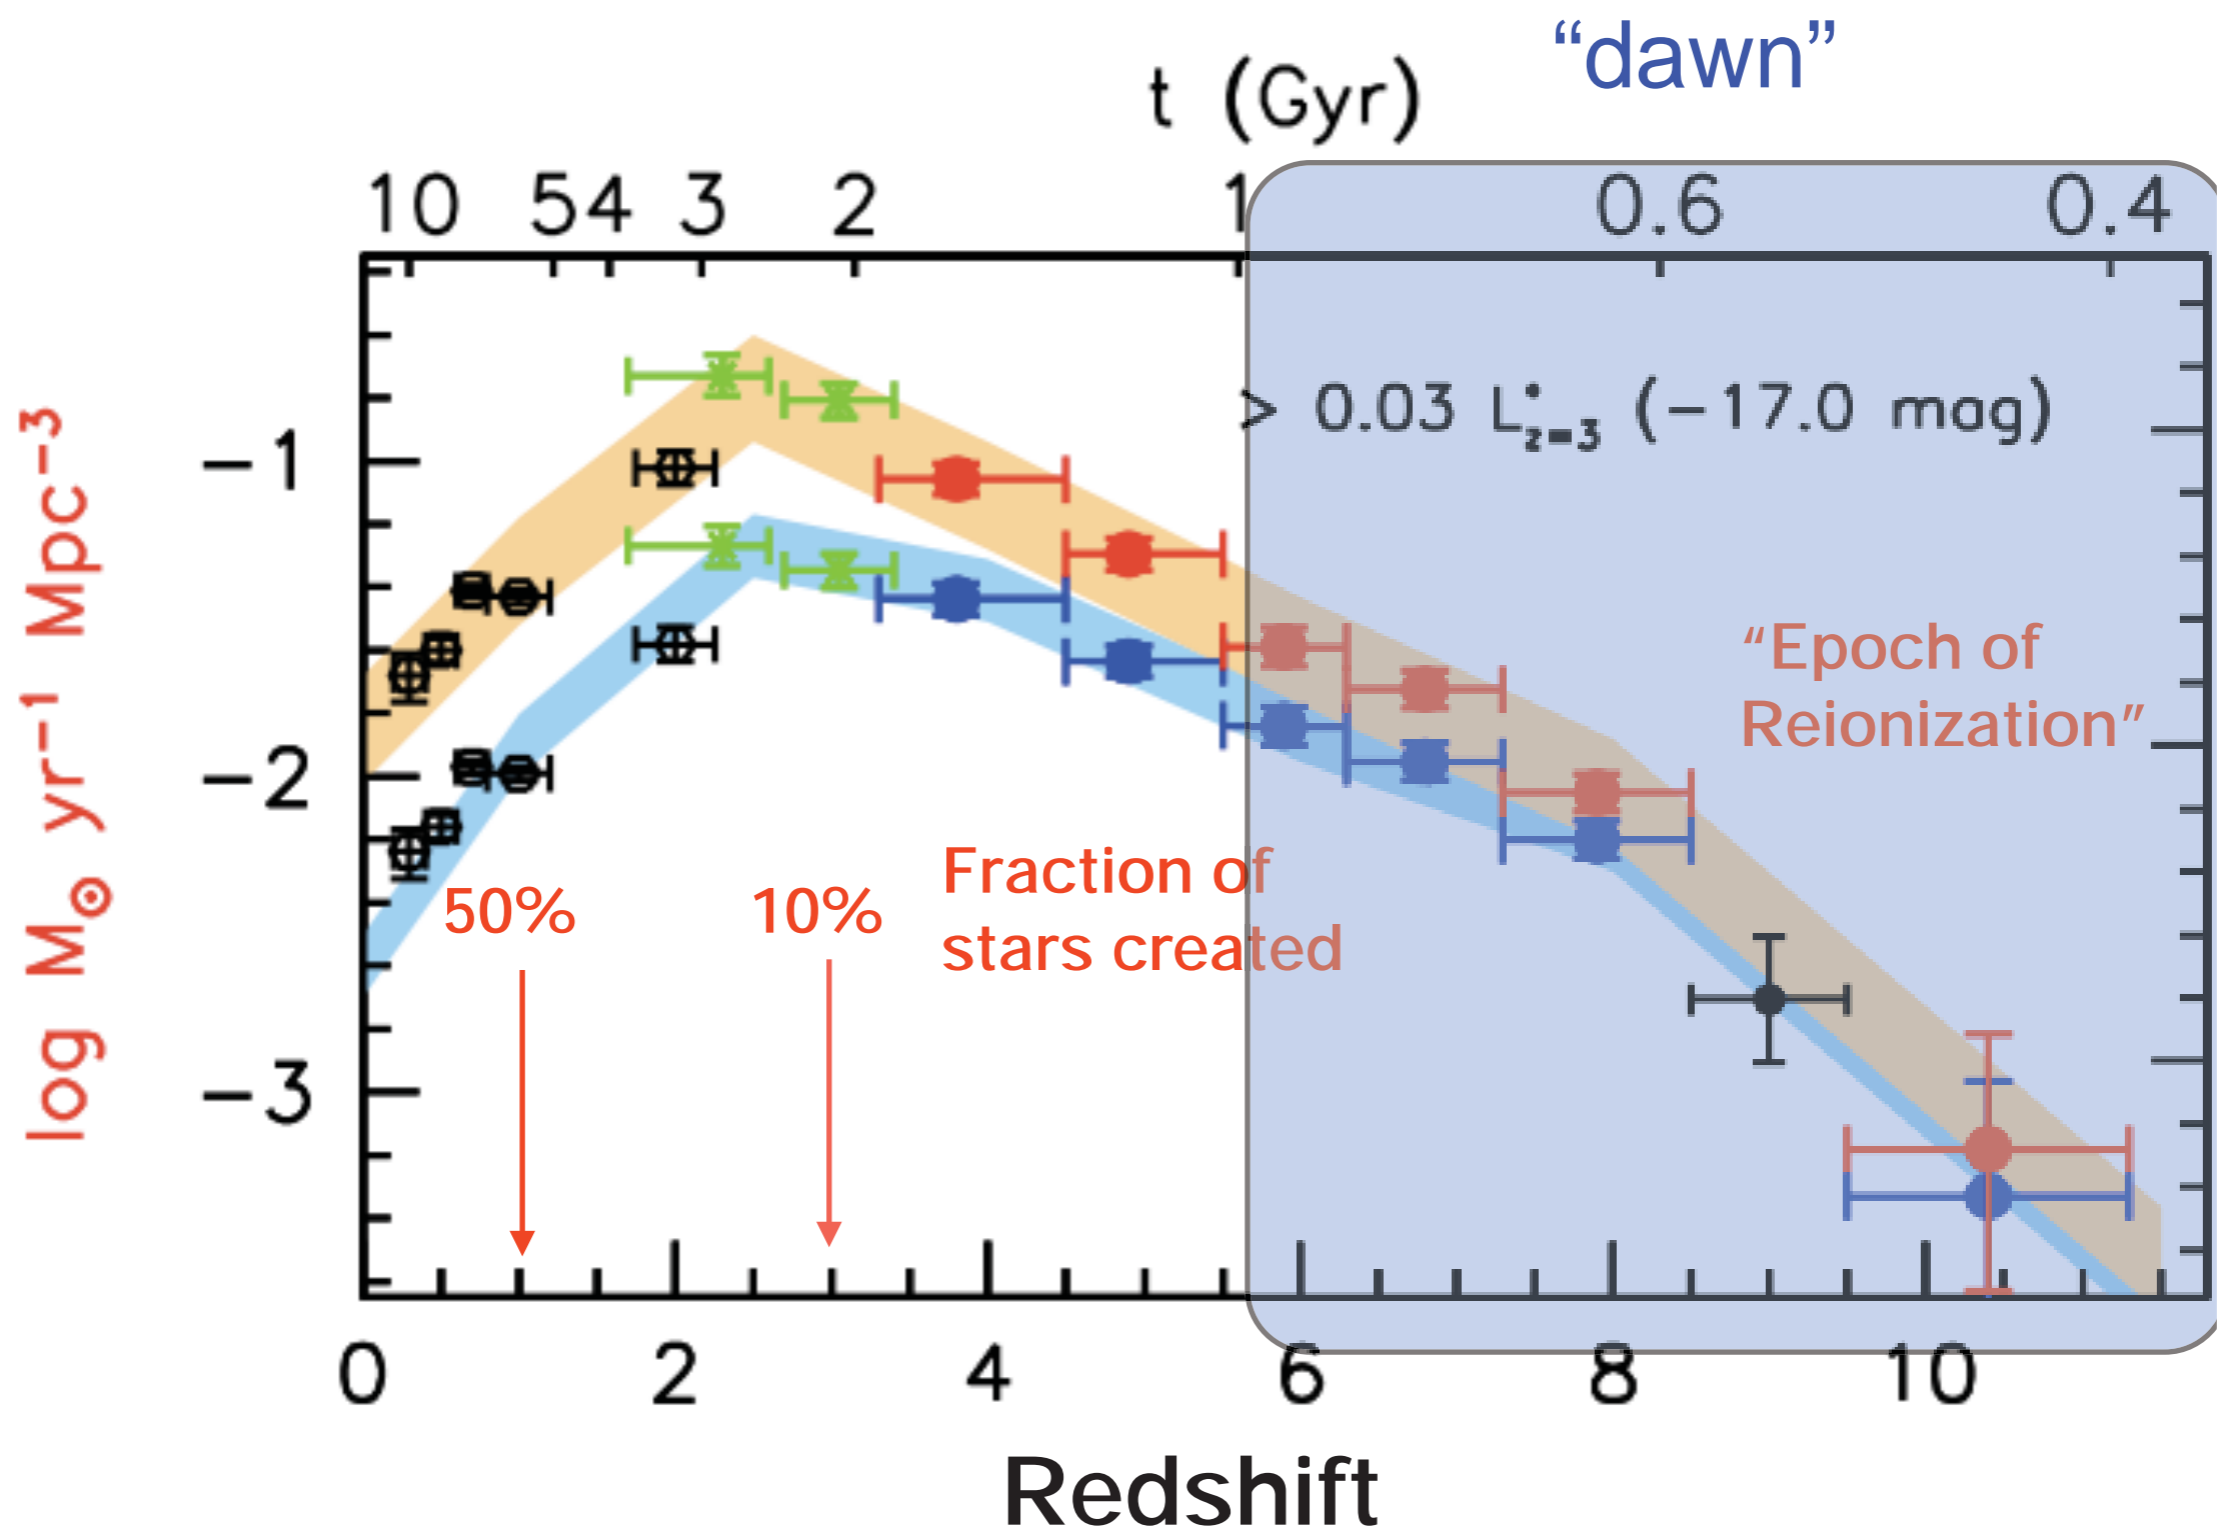 “dawn”
t (Gyr)
10 5 4 3 2 1 0.6 0.4
> 0.03 L*z=3 (−17.0 mag)
log M☉ yr−1 Mpc−3
−1
−2
−3
“Epoch of
Reionization”
50%
10%
Fraction of
stars created
0 2 4 6 8 10
Redshift